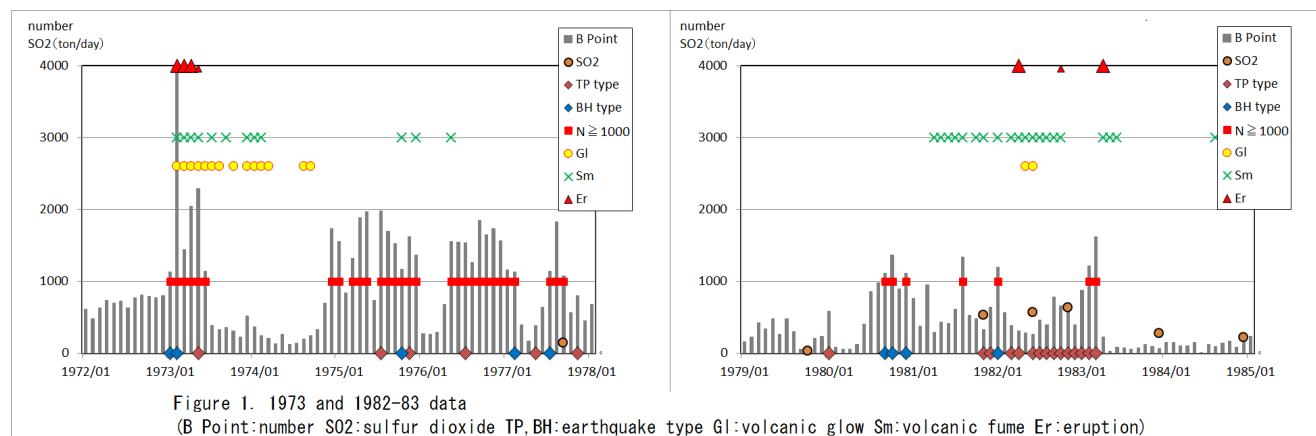 number
SO2(ton/day)
4000
3000
2000
1000
0
1972/01
1973/01
1974/01
1975/01
1976/01
1977/01
1978/01
B Point
SO2
TP type
BH type
N≧1000
Gl
Sm
Er
number
SO2(ton/day)
4000
3000
2000
1000
0
1979/01
1980/01
1981/01
1982/01
1983/01
1984/01
1985/01
B Point
SO2
TP type
BH type
N≧1000
Gl
Sm
Er
Figure 1. 1973 and 1982-83 data
(B Point:number SO2:sulfur dioxide TP,BH:earthquake type Gl:volcanic glow Sm:volcanic fume Er:eruption)